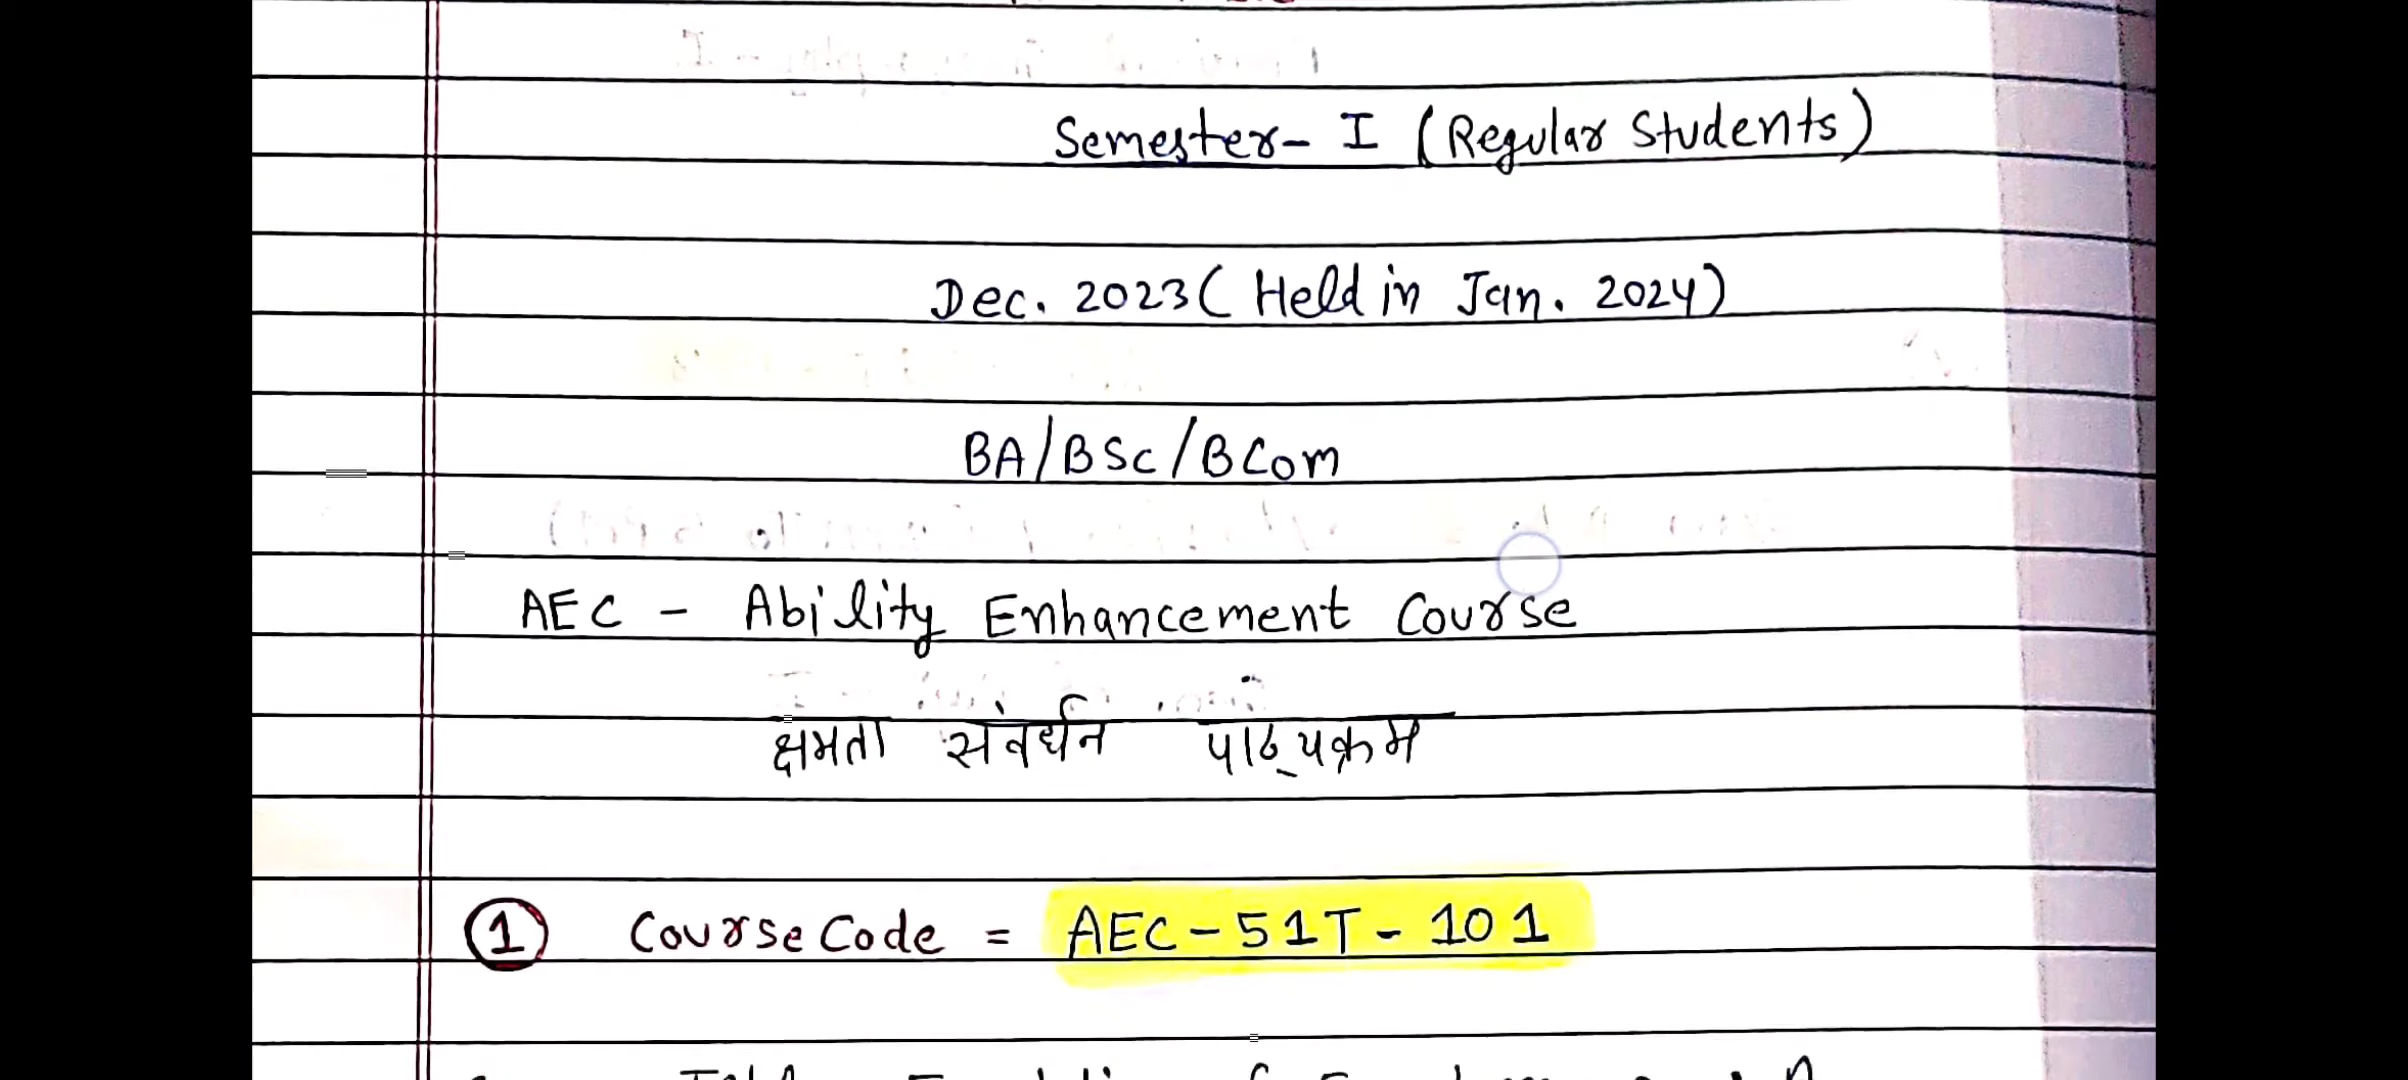 Semester- I (Regular Students)
Dec. 2023 (Held in Jan. 2024)
BA/BSc/BCom
AEC - Ability Enhancement Course
क्षमता संवर्धन पाठ्यक्रम
① Course Code = AEC-51T-101